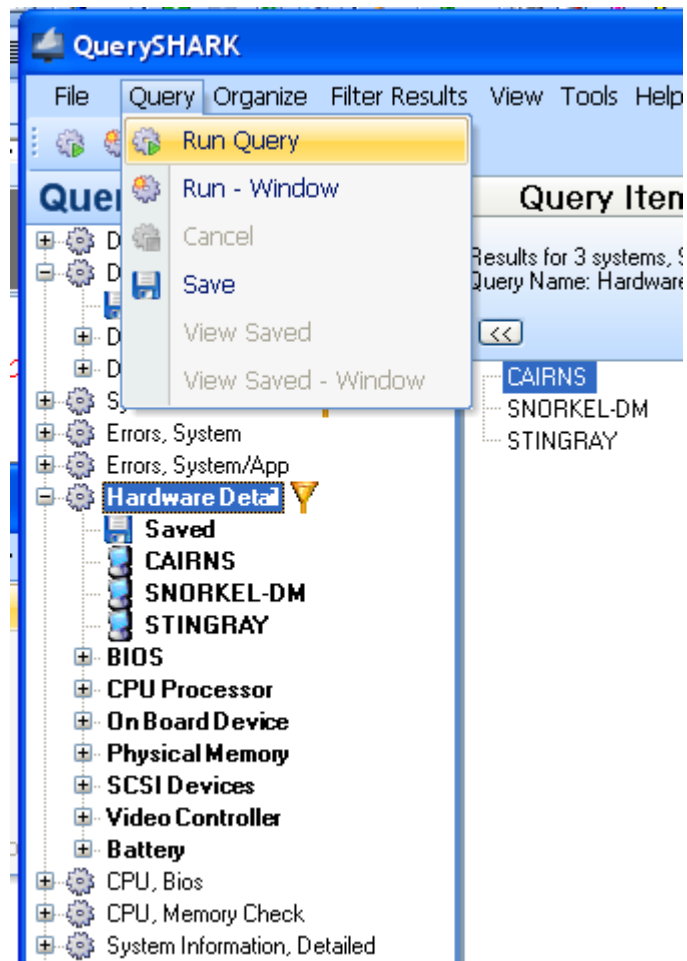 QuerySHARK
File Query Organize Filter Results View Tools Help
Run Query
Run - Window
Cancel
Save
View Saved
View Saved - Window
Query Item
Results for 3 systems,
Query Name: Hardware
<<
CAIRNS
SNORKEL-DM
STINGRAY
Errors, System
Errors, System/App
Hardware Detail
Saved
CAIRNS
SNORKEL-DM
STINGRAY
BIOS
CPU Processor
On Board Device
Physical Memory
SCSI Devices
Video Controller
Battery
CPU, Bios
CPU, Memory Check
System Information, Detailed